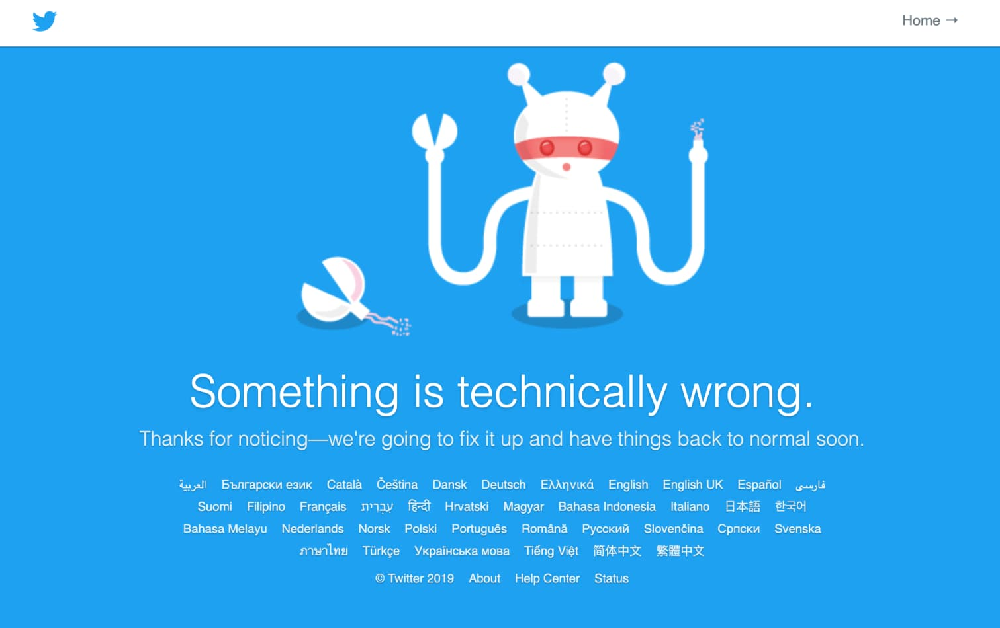 Home →
Something is technically wrong.
Thanks for noticing—we're going to fix it up and have things back to normal soon.
العربية Български език Català Čeština Dansk Deutsch Ελληνικά English English UK Español فارسی
Suomi Filipino Français עִבְרִית हिन्दी Hrvatski Magyar Bahasa Indonesia Italiano 日本語 한국어
Bahasa Melayu Nederlands Norsk Polski Português Română Русский Slovenčina Српски Svenska
ภาษาไทย Türkçe Українська мова Tiếng Việt 简体中文 繁體中文
© Twitter 2019 About Help Center Status